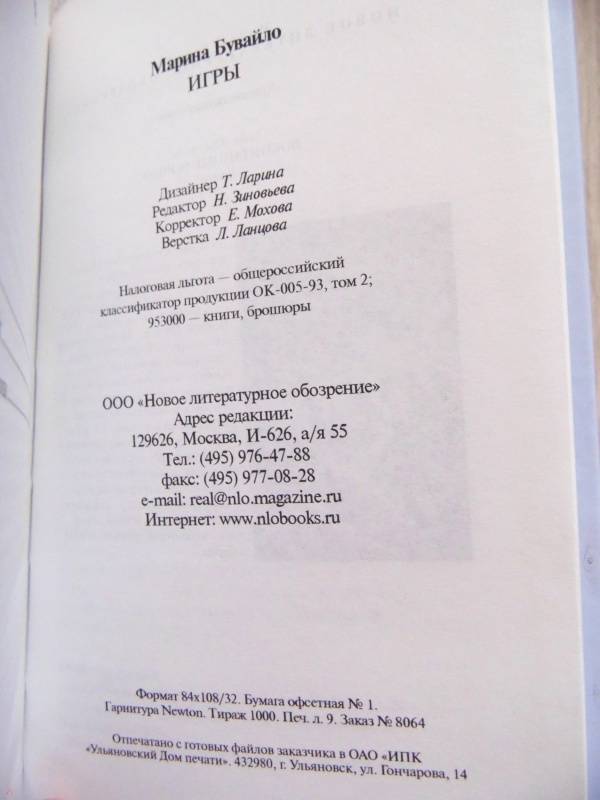 Марина Бувайло
ИГРЫ
Дизайнер Т. Ларина
Редактор Н. Зиновьева
Корректор Е. Мохова
Верстка Л. Ланцова
Налоговая льгота — общероссийский
классификатор продукции ОК-005-93, том 2;
953000 — книги, брошюры
ООО «Новое литературное обозрение»
Адрес редакции:
129626, Москва, И-626, а/я 55
Тел.: (495) 976-47-88
факс: (495) 977-08-28
e-mail: real@nlo.magazine.ru
Интернет: www.nlobooks.ru
Формат 84х108/32. Бумага офсетная № 1.
Гарнитура Newton. Тираж 1000. Печ. л. 9. Заказ № 8064
Отпечатано с готовых файлов заказчика в ОАО «ИПК
«Ульяновский Дом печати». 432980, г. Ульяновск, ул. Гончарова, 14